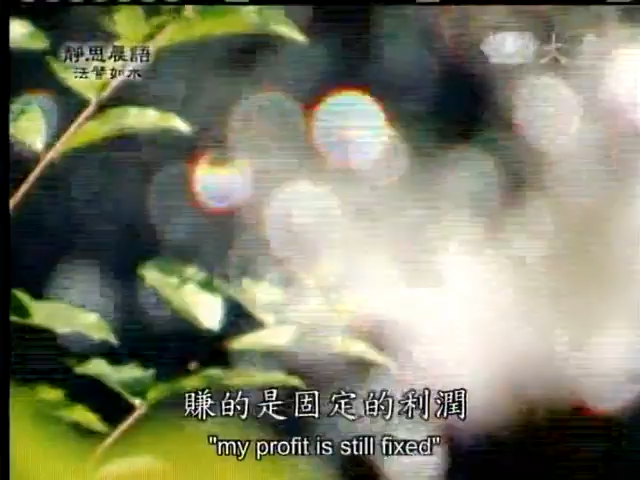 靜思晨語
法譬如水
大
賺的是固定的利潤
"my profit is still fixed"